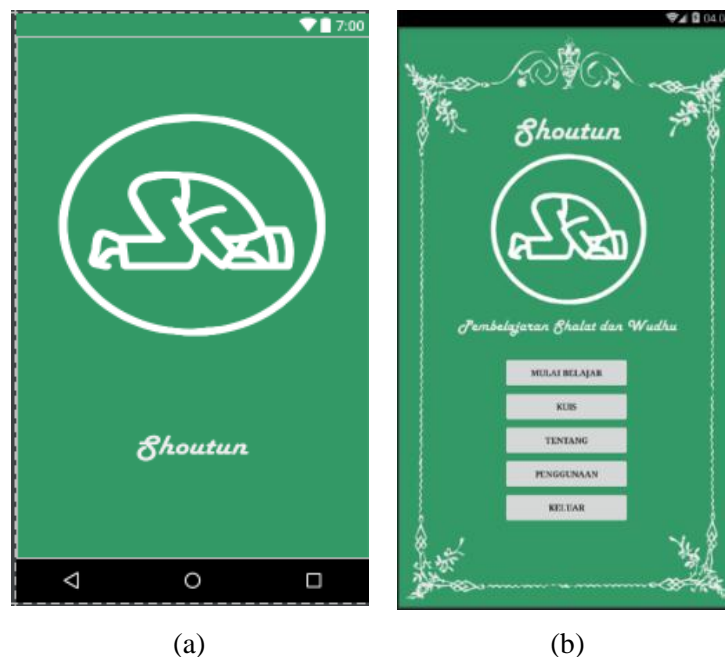 7:00
Shoutun
04.0
Shoutun
Pembelajaran Shalat dan Wudhu
MULAI BELAJAR
KUIS
TENTANG
PENGGUNAAN
KELUAR
(a)
(b)